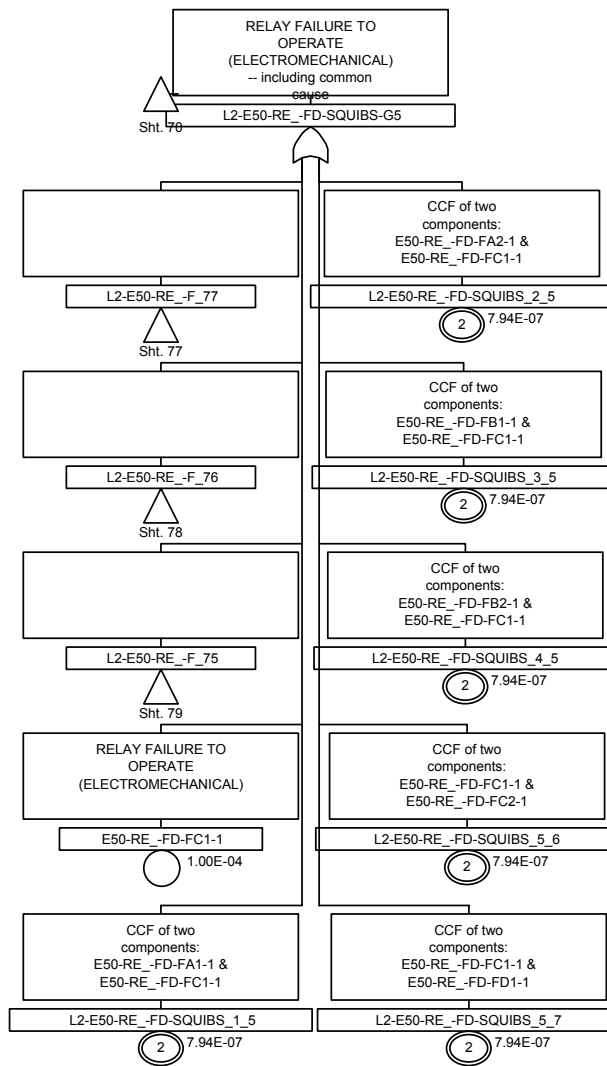 RELAY FAILURE TO
OPERATE
(ELECTROMECHANICAL)
-- including common
cause
Sht. 70
L2-E50-RE_-FD-SQUIBS-G5
L2-E50-RE_-F_77
Sht. 77
CCF of two
components:
E50-RE_-FD-FA2-1 &
E50-RE_-FD-FC1-1
L2-E50-RE_-FD-SQUIBS_2_5
2
7.94E-07
L2-E50-RE_-F_76
Sht. 78
CCF of two
components:
E50-RE_-FD-FB1-1 &
E50-RE_-FD-FC1-1
L2-E50-RE_-FD-SQUIBS_3_5
2
7.94E-07
L2-E50-RE_-F_75
Sht. 79
CCF of two
components:
E50-RE_-FD-FB2-1 &
E50-RE_-FD-FC1-1
L2-E50-RE_-FD-SQUIBS_4_5
2
7.94E-07
RELAY FAILURE TO
OPERATE
(ELECTROMECHANICAL)
E50-RE_-FD-FC1-1
1.00E-04
CCF of two
components:
E50-RE_-FD-FC1-1 &
E50-RE_-FD-FC2-1
L2-E50-RE_-FD-SQUIBS_5_6
2
7.94E-07
CCF of two
components:
E50-RE_-FD-FA1-1 &
E50-RE_-FD-FC1-1
L2-E50-RE_-FD-SQUIBS_1_5
2
7.94E-07
CCF of two
components:
E50-RE_-FD-FC1-1 &
E50-RE_-FD-FD1-1
L2-E50-RE_-FD-SQUIBS_5_7
2
7.94E-07